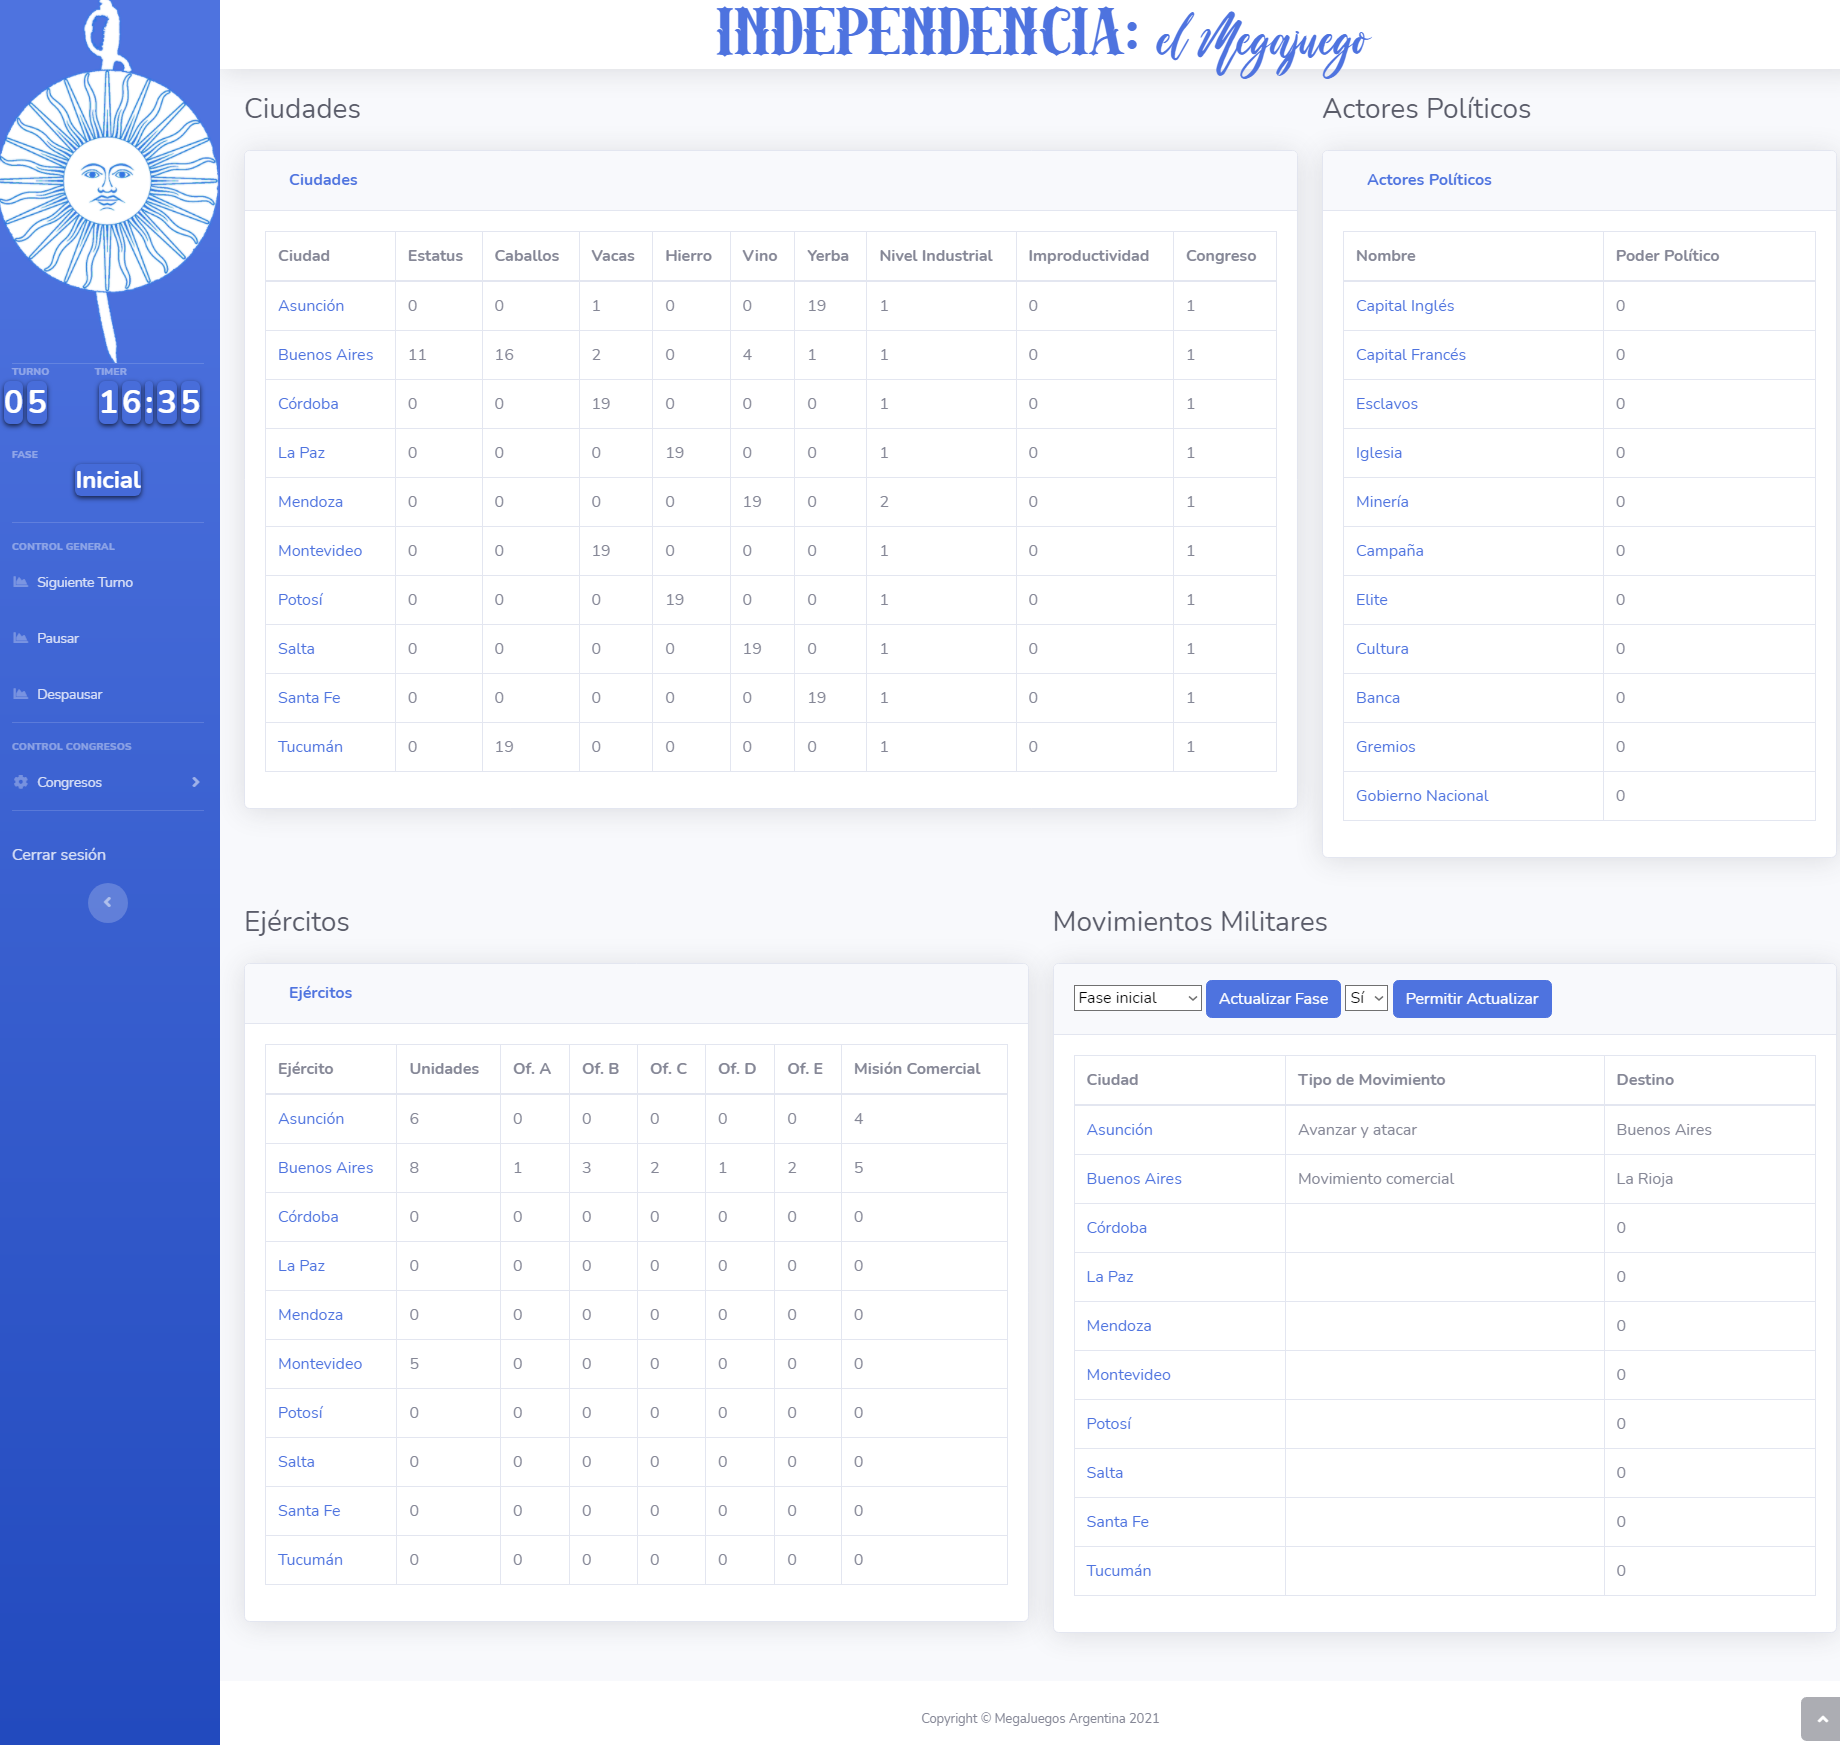 INDEPENDENCIA: el Megajuego
TURNO TIMER
05 16:35
FASE
Inicial
CONTROL GENERAL
Siguiente Turno
Pausar
Despausar
CONTROL CONGRESOS
Congresos
Cerrar sesión
Ciudades
Ciudades
Ciudad Estatus Caballos Vacas Hierro Vino Yerba Nivel Industrial Improductividad Congreso
Asunción 0 0 1 0 0 19 1 0 1
Buenos Aires 11 16 2 0 4 1 1 0 1
Córdoba 0 0 19 0 0 0 1 0 1
La Paz 0 0 0 19 0 0 1 0 1
Mendoza 0 0 0 0 19 0 2 0 1
Montevideo 0 0 19 0 0 0 1 0 1
Potosí 0 0 0 19 0 0 1 0 1
Salta 0 0 0 0 19 0 1 0 1
Santa Fe 0 0 0 0 0 19 1 0 1
Tucumán 0 19 0 0 0 0 1 0 1
Actores Políticos
Actores Políticos
Nombre Poder Político
Capital Inglés 0
Capital Francés 0
Esclavos 0
Iglesia 0
Minería 0
Campaña 0
Elite 0
Cultura 0
Banca 0
Gremios 0
Gobierno Nacional 0
Ejércitos
Ejércitos
Ejército Unidades Of. A Of. B Of. C Of. D Of. E Misión Comercial
Asunción 6 0 0 0 0 0 4
Buenos Aires 8 1 3 2 1 2 5
Córdoba 0 0 0 0 0 0 0
La Paz 0 0 0 0 0 0 0
Mendoza 0 0 0 0 0 0 0
Montevideo 5 0 0 0 0 0 0
Potosí 0 0 0 0 0 0 0
Salta 0 0 0 0 0 0 0
Santa Fe 0 0 0 0 0 0 0
Tucumán 0 0 0 0 0 0 0
Movimientos Militares
Fase inicial Actualizar Fase Sí Permitir Actualizar
Ciudad Tipo de Movimiento Destino
Asunción Avanzar y atacar Buenos Aires
Buenos Aires Movimiento comercial La Rioja
Córdoba 0
La Paz 0
Mendoza 0
Montevideo 0
Potosí 0
Salta 0
Santa Fe 0
Tucumán 0
Copyright © MegaJuegos Argentina 2021